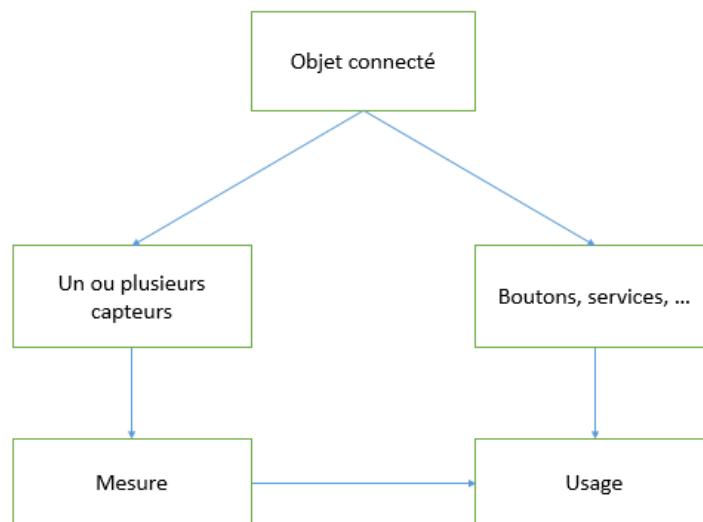 Objet connecté
Un ou plusieurs
capteurs
Boutons, services, ...
Mesure
Usage